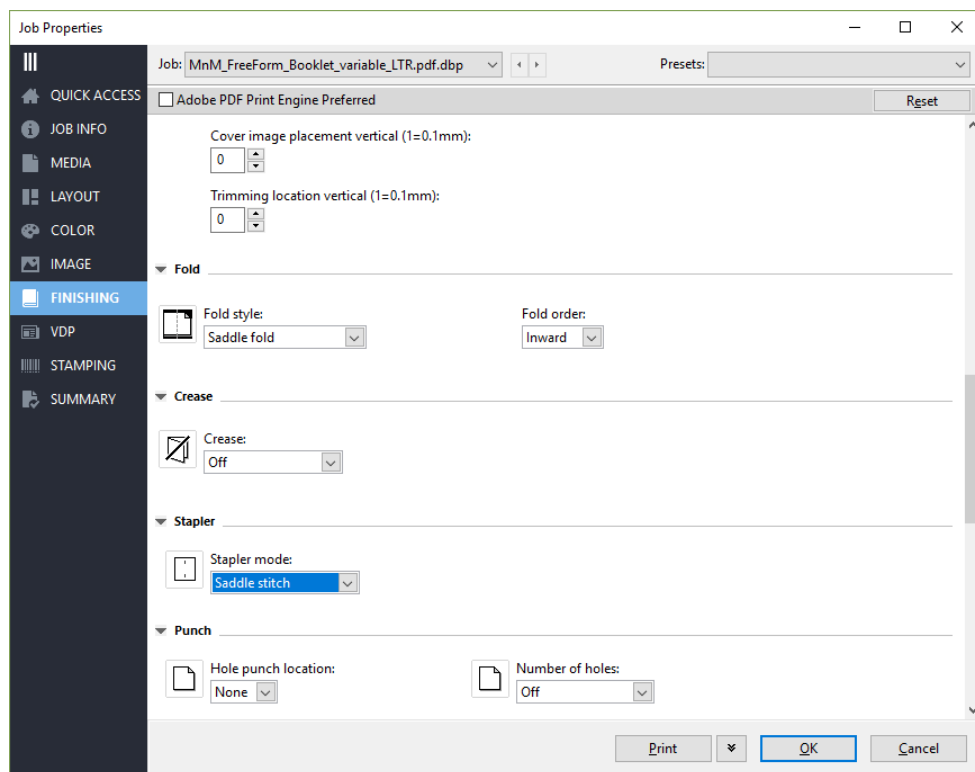 Job Properties
Job: MnM_FreeForm_Booklet_variable_LTR.pdf.dbp
Presets:
QUICK ACCESS
JOB INFO
MEDIA
LAYOUT
COLOR
IMAGE
FINISHING
VDP
STAMPING
SUMMARY
Adobe PDF Print Engine Preferred
Reset
Cover image placement vertical (1=0.1mm):
0
Trimming location vertical (1=0.1mm):
0
Fold
Fold style:
Saddle fold
Fold order:
Inward
Crease
Crease:
Off
Stapler
Stapler mode:
Saddle stitch
Punch
Hole punch location:
None
Number of holes:
Off
Print
OK
Cancel